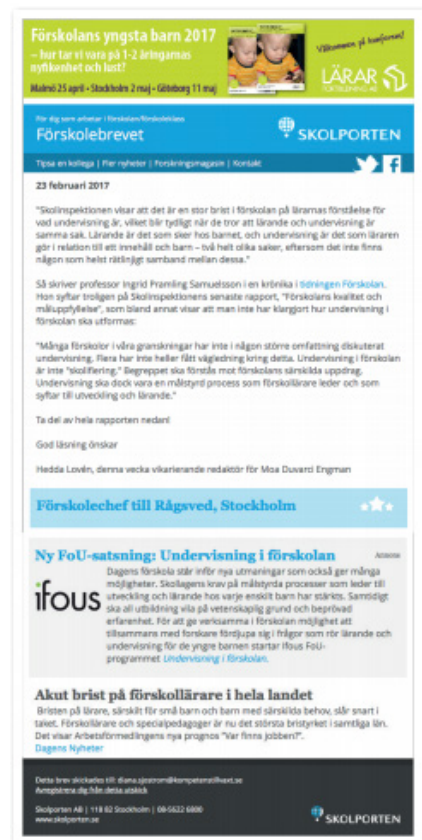 Förskolans yngsta barn 2017
– hur tar vi vara på 1-2 åringarnas
nyfikenhet och lust?
Malmö 25 april • Stockholm 2 maj • Göteborg 11 maj
Välkommen på konferens!
LÄRAR
FORTBILDNING AB
För dig som arbetar i förskolan/förskoleklass
Förskolebrevet
SKOLPORTEN
Tipsa en kollega | Fler nyheter | Forskningsmagasin | Kontakt
23 februari 2017
"Skolinspektionen visar att det är en stor brist i förskolan på lärarnas förståelse för
vad undervisning är, vilket blir tydligt när de tror att lärande och undervisning är
samma sak. Lärande är det som sker hos barnet, och undervisning är det som läraren
gör i relation till ett innehåll och barn – två helt olika saker, eftersom det inte finns
någon som helst rätlinjigt samband mellan dessa."
Så skriver professor Ingrid Pramling Samuelsson i en krönika i tidningen Förskolan.
Hon syftar troligen på Skolinspektionens senaste rapport, "Förskolans kvalitet och
måluppfyllelse", som bland annat visar att man inte har klargjort hur undervisning i
förskolan ska utformas:
"Många förskolor i våra granskningar har inte i någon större omfattning diskuterat
undervisning. Flera har inte heller fått vägledning kring detta. Undervisning i förskolan
är inte "skolifiering." Begreppet ska förstås mot förskolans särskilda uppdrag.
Undervisning ska dock vara en målstyrd process som förskollärare leder och som
syftar till utveckling och lärande."
Ta del av hela rapporten nedan!
God läsning önskar
Hedda Lovén, denna vecka vikarierande redaktör för Moa Duvarci Engman
Förskolechef till Rågsved, Stockholm
Ny FoU-satsning: Undervisning i förskolan
Annons
ifous
Dagens förskola står inför nya utmaningar som också ger många
möjligheter. Skollagens krav på målstyrda processer som leder till
utveckling och lärande hos varje enskilt barn har stärkts. Samtidigt
ska all utbildning vila på vetenskaplig grund och beprövad
erfarenhet. För att ge verksamma i förskolan möjlighet att
tillsammans med forskare fördjupa sig i frågor som rör lärande och
undervisning för de yngre barnen startar Ifous FoU-
programmet Undervisning i förskolan.
Akut brist på förskollärare i hela landet
Bristen på lärare, särskilt för små barn och barn med särskilda behov, slår snart i
taket. Förskollärare och specialpedagoger är nu det största bristyrket i samtliga län.
Det visar Arbetsförmedlingens nya prognos "Var finns jobben?".
Dagens Nyheter
Detta brev skickades till: diana.sjostrom@kompetenstillvaxt.se
Avregistrera dig från detta utskick
Skolporten AB | 118 82 Stockholm | 08-5622 6800
www.skolporten.se
SKOLPORTEN